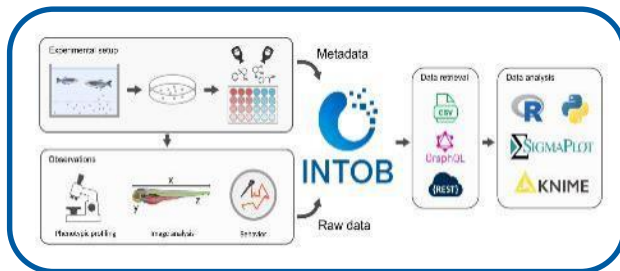 Experimental setup
Metadata
Observations
X
y
z
Phenotypic profiling
Image analysis
Behavior
Raw data
INTOB
Data retrieval
CSV
GraphQL
{REST}
Data analysis
R
ΣSIGMAPLOT
KNIME